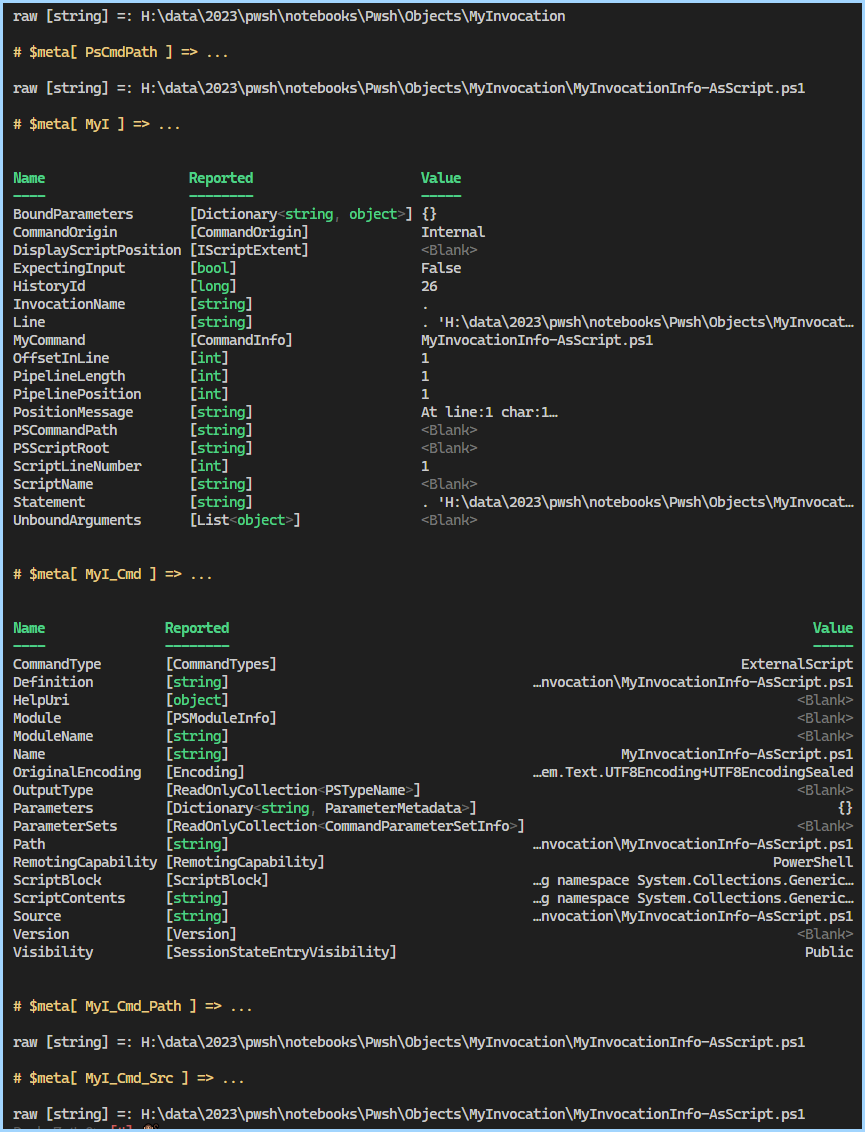 raw [string] =: H:\data\2023\pwsh\notebooks\Pwsh\Objects\MyInvocation
# $meta[ PsCmdPath ] => ...
raw [string] =: H:\data\2023\pwsh\notebooks\Pwsh\Objects\MyInvocation\MyInvocationInfo-AsScript.ps1
# $meta[ MyI ] => ...
Name Reported Value
---- -------- -----
BoundParameters [Dictionary<string, object>] {}
CommandOrigin [CommandOrigin] Internal
DisplayScriptPosition [IScriptExtent] <Blank>
ExpectingInput [bool] False
HistoryId [long] 26
InvocationName [string] .
Line [string] . 'H:\data\2023\pwsh\notebooks\Pwsh\Objects\MyInvocat…
MyCommand [CommandInfo] MyInvocationInfo-AsScript.ps1
OffsetInLine [int] 1
PipelineLength [int] 1
PipelinePosition [int] 1
PositionMessage [string] At line:1 char:1…
PSCommandPath [string] <Blank>
PSScriptRoot [string] <Blank>
ScriptLineNumber [int] 1
ScriptName [string] <Blank>
Statement [string] . 'H:\data\2023\pwsh\notebooks\Pwsh\Objects\MyInvocat…
UnboundArguments [List<object>] <Blank>
# $meta[ MyI_Cmd ] => ...
Name Reported Value
---- -------- -----
CommandType [CommandTypes] ExternalScript
Definition [string] …nvocation\MyInvocationInfo-AsScript.ps1
HelpUri [object] <Blank>
Module [PSModuleInfo] <Blank>
ModuleName [string] <Blank>
Name [string] MyInvocationInfo-AsScript.ps1
OriginalEncoding [Encoding] …em.Text.UTF8Encoding+UTF8EncodingSealed
OutputType [ReadOnlyCollection<PSTypeName>] <Blank>
Parameters [Dictionary<string, ParameterMetadata>] {}
ParameterSets [ReadOnlyCollection<CommandParameterSetInfo>] <Blank>
Path [string] …nvocation\MyInvocationInfo-AsScript.ps1
RemotingCapability [RemotingCapability] PowerShell
ScriptBlock [ScriptBlock] …g namespace System.Collections.Generic…
ScriptContents [string] …g namespace System.Collections.Generic…
Source [string] …nvocation\MyInvocationInfo-AsScript.ps1
Version [Version] <Blank>
Visibility [SessionStateEntryVisibility] Public
# $meta[ MyI_Cmd_Path ] => ...
raw [string] =: H:\data\2023\pwsh\notebooks\Pwsh\Objects\MyInvocation\MyInvocationInfo-AsScript.ps1
# $meta[ MyI_Cmd_Src ] => ...
raw [string] =: H:\data\2023\pwsh\notebooks\Pwsh\Objects\MyInvocation\MyInvocationInfo-AsScript.ps1